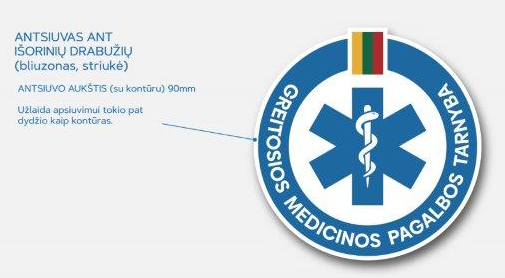 ANTSIUVAS ANT
IŠORINIŲ DRABUŽIŲ
(bliuzonas, striukė)
ANTSIUVO AUKŠTIS (su kontūru) 90mm
Užlaida apsiuvimui tokio pat
dydžio kaip kontūras.
GREITOSIOS MEDICINOS PAGALBOS TARNYBA